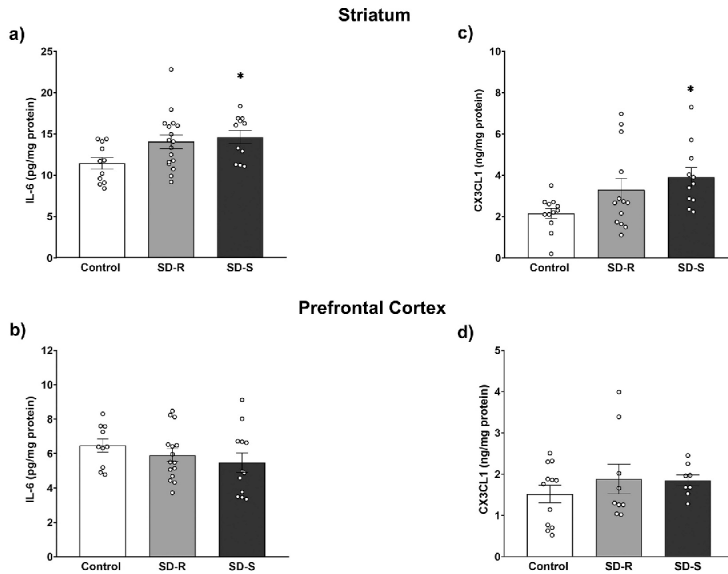 Striatum
a)
IL-6 (pg/mg protein)
25
20
15
10
5
0
*
Control SD-R SD-S
c)
CX3CL1 (ng/mg protein)
10
8
6
4
2
0
*
Control SD-R SD-S
Prefrontal Cortex
b)
IL-6 (pg/mg protein)
12
10
8
6
4
2
0
Control SD-R SD-S
d)
CX3CL1 (ng/mg protein)
5
4
3
2
1
0
Control SD-R SD-S